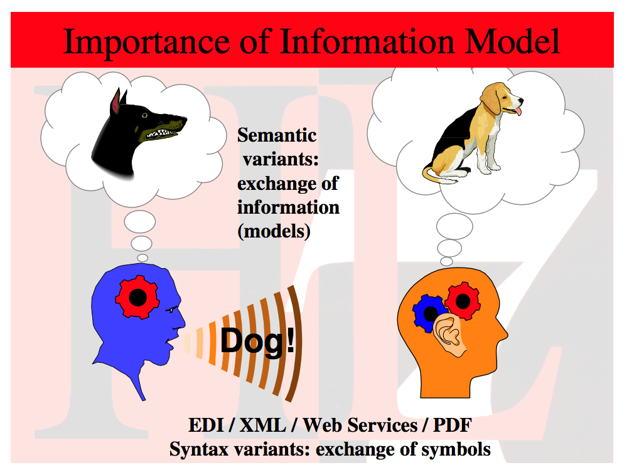 Importance of Information Model
Semantic
variants:
exchange of
information
(models)
Dog!
EDI / XML / Web Services / PDF
Syntax variants: exchange of symbols